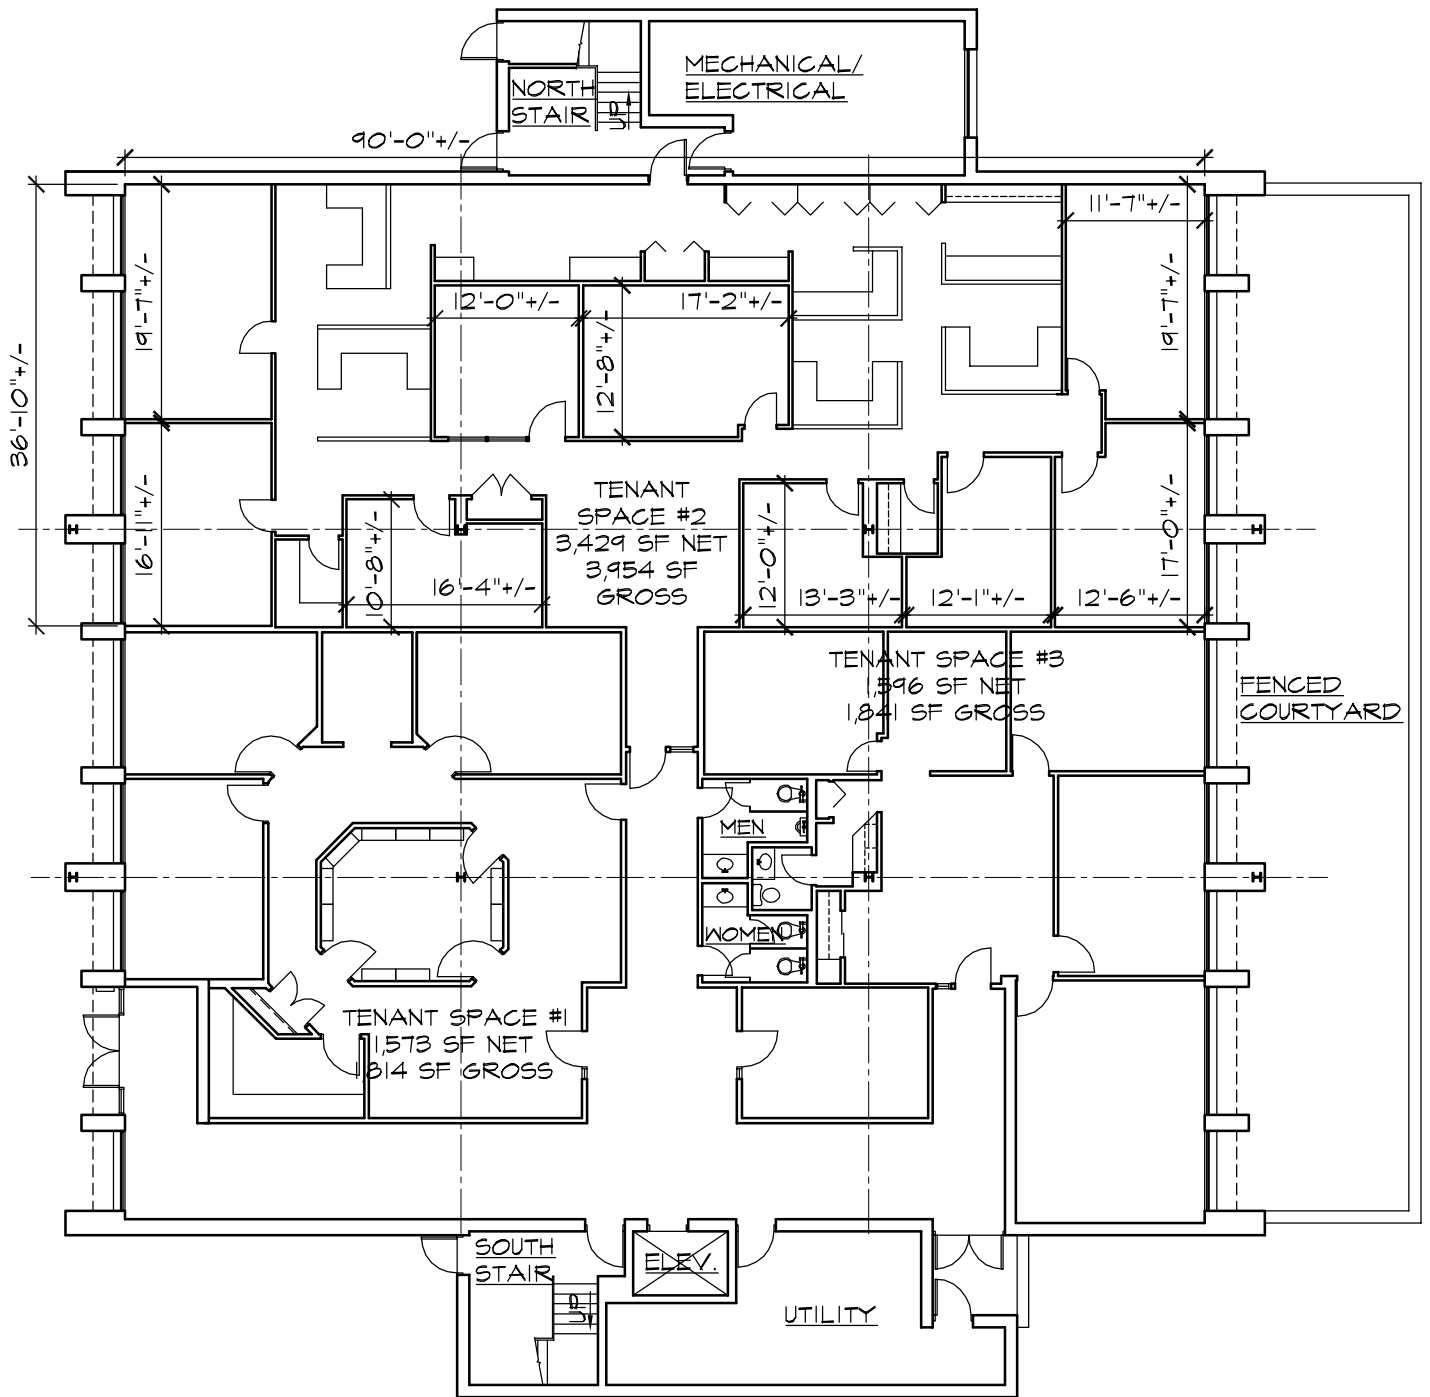 MECHANICAL/
ELECTRICAL
NORTH
STAIR
UP
90'-0"+/-
11'-7"+/-
19'-7"+/-
12'-0"+/-
17'-2"+/-
19'-7"+/-
12'-8"+/-
36'-10"+/-
16'-11"+/-
TENANT
SPACE #2
3,429 SF NET
3,954 SF
GROSS
10'-8"+/-
16'-4"+/-
12'-0"+/-
13'-3"+/-
12'-1"+/-
12'-6"+/-
17'-0"+/-
TENANT SPACE #3
1,596 SF NET
1,841 SF GROSS
FENCED
COURTYARD
MEN
WOMEN
TENANT SPACE #1
1,573 SF NET
1,814 SF GROSS
SOUTH
STAIR
UP
ELEV.
UTILITY